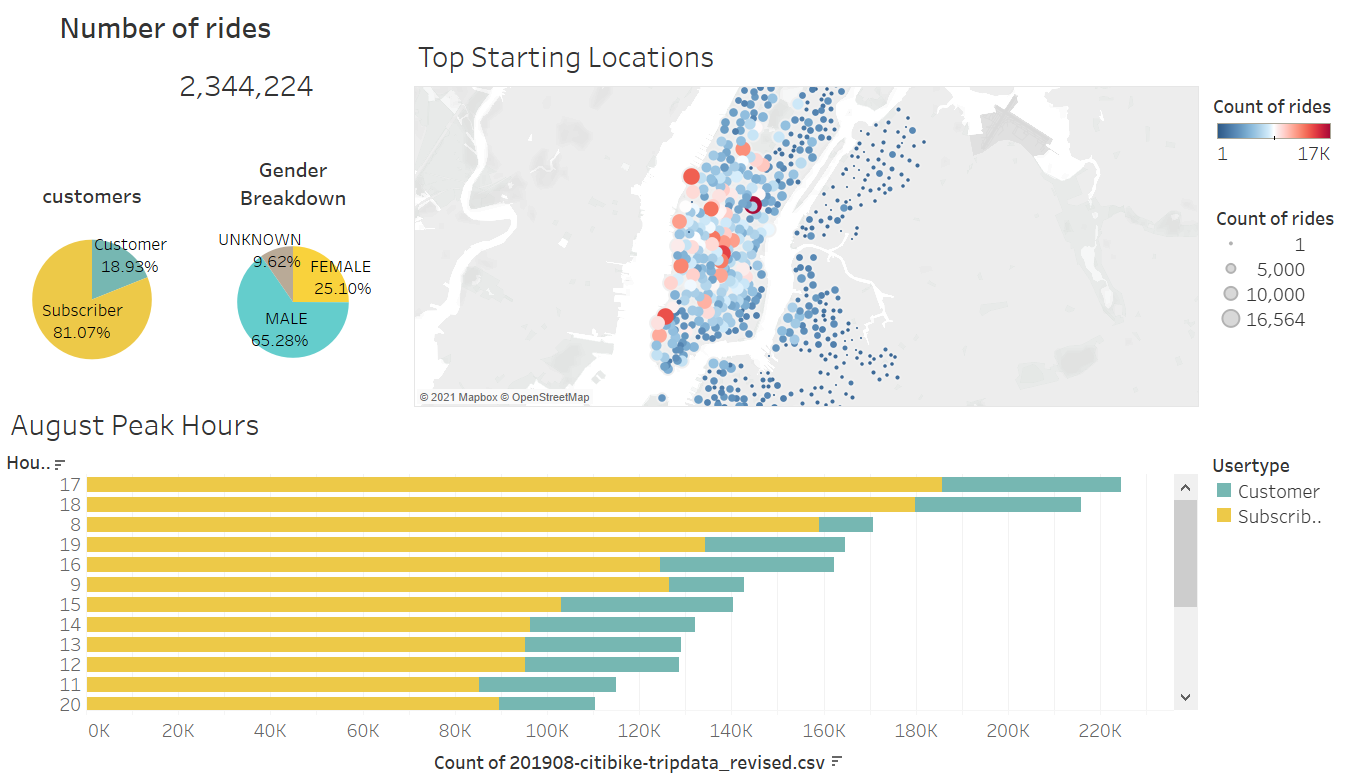 Number of rides
2,344,224
customers
Customer
18.93%
Subscriber
81.07%
Gender
Breakdown
UNKNOWN
9.62%
FEMALE
25.10%
MALE
65.28%
Top Starting Locations
© 2021 Mapbox © OpenStreetMap
Count of rides
1 17K
Count of rides
1
5,000
10,000
16,564
August Peak Hours
Hou..
17
18
8
19
16
9
15
14
13
12
11
20
0K 20K 40K 60K 80K 100K 120K 140K 160K 180K 200K 220K
Count of 201908-citibike-tripdata_revised.csv
Usertype
Customer
Subscrib..